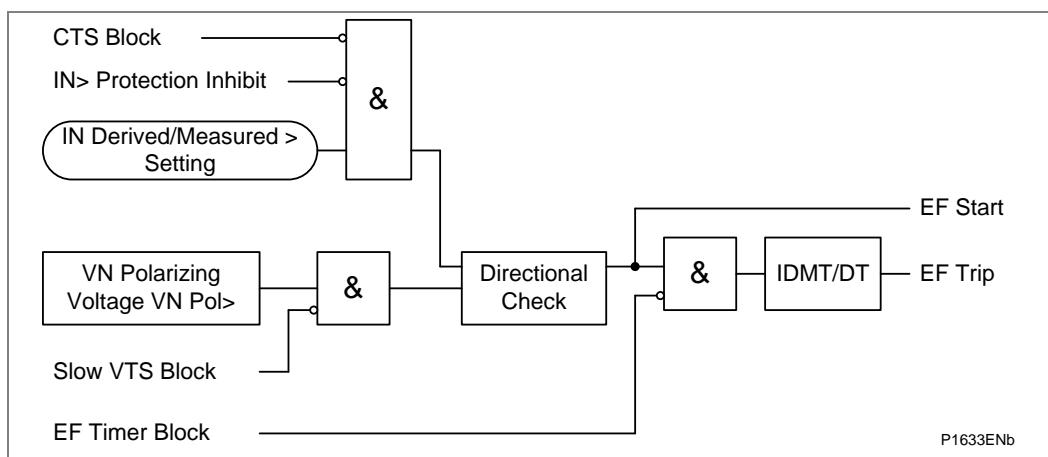 CTS Block
IN> Protection Inhibit
&
IN Derived/Measured >
Setting
EF Start
VN Polarizing
Voltage VN Pol>
&
Directional
Check
&
IDMT/DT
EF Trip
Slow VTS Block
EF Timer Block
P1633ENb